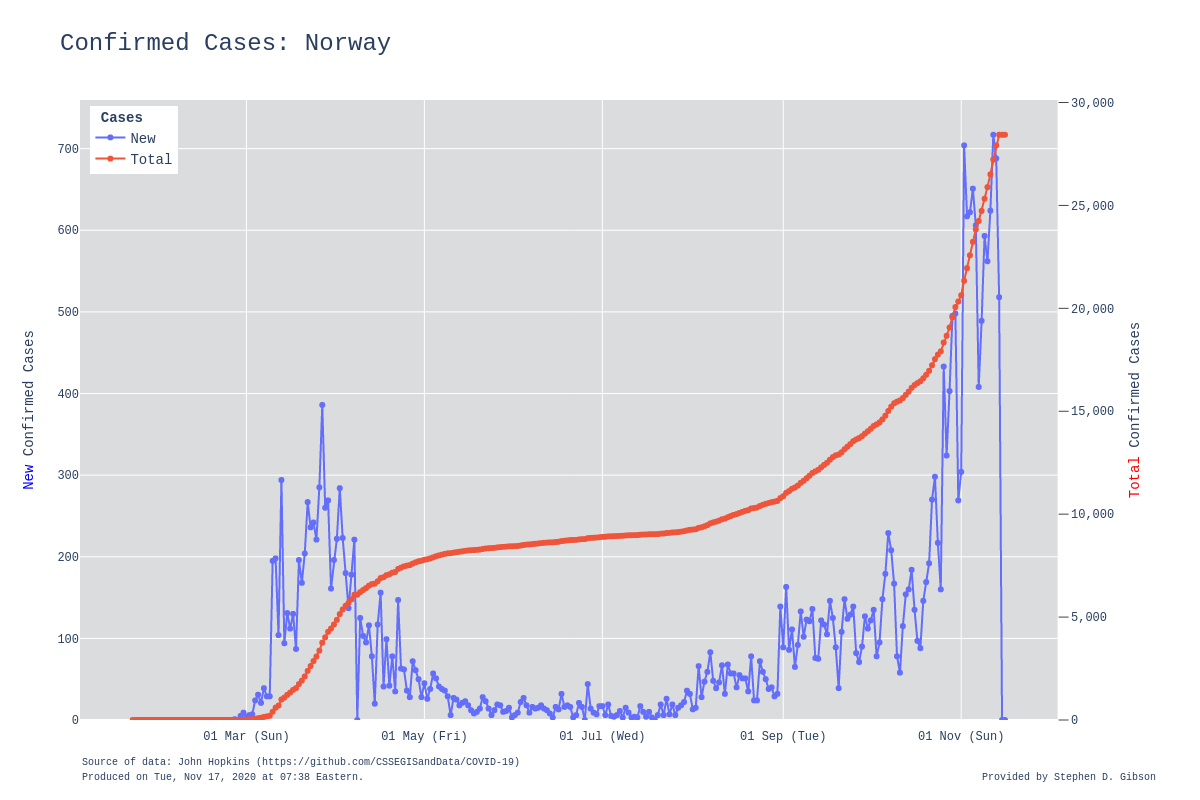 Confirmed Cases: Norway
Cases
New
Total
700
600
500
400
300
200
100
0
30,000
25,000
20,000
15,000
10,000
5,000
0
New Confirmed Cases
Total Confirmed Cases
01 Mar (Sun)
01 May (Fri)
01 Jul (Wed)
01 Sep (Tue)
01 Nov (Sun)
Source of data: John Hopkins (https://github.com/CSSEGISandData/COVID-19)
Produced on Tue, Nov 17, 2020 at 07:38 Eastern.
Provided by Stephen D. Gibson